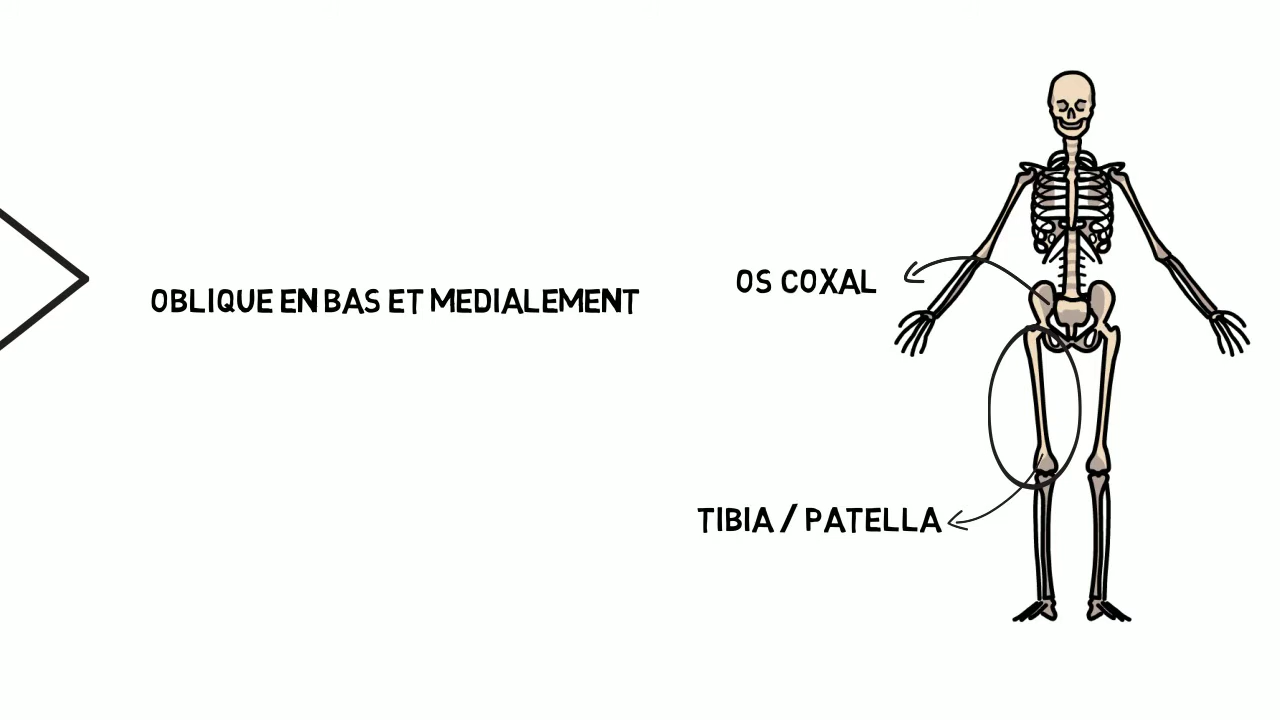 OBLIQUE EN BAS ET MEDIALEMENT
OS COXAL
TIBIA / PATELLA